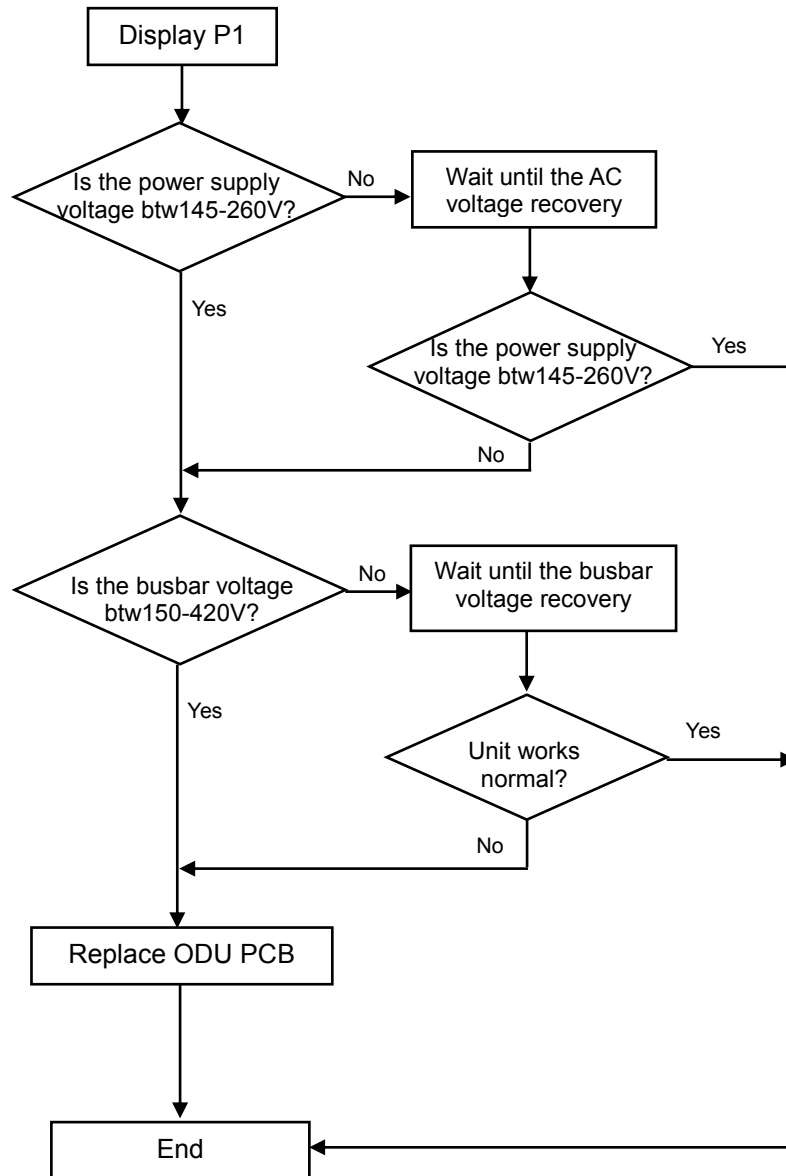 Display P1
Is the power supply
voltage btw145-260V?
No
Wait until the AC
voltage recovery
Yes
Is the power supply
voltage btw145-260V?
Yes
No
Is the busbar voltage
btw150-420V?
No
Wait until the busbar
voltage recovery
Yes
Unit works
normal?
Yes
No
Replace ODU PCB
End